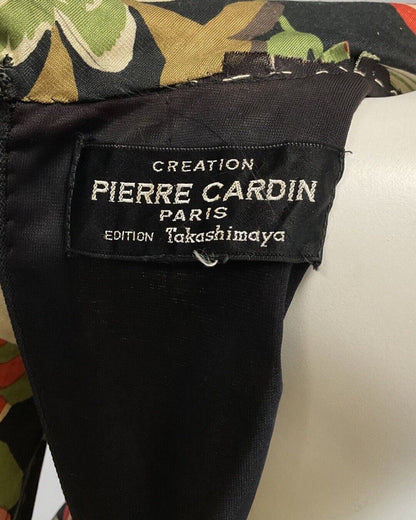 CREATION
PIERRE CARDIN
PARIS
EDITION Takashimaya